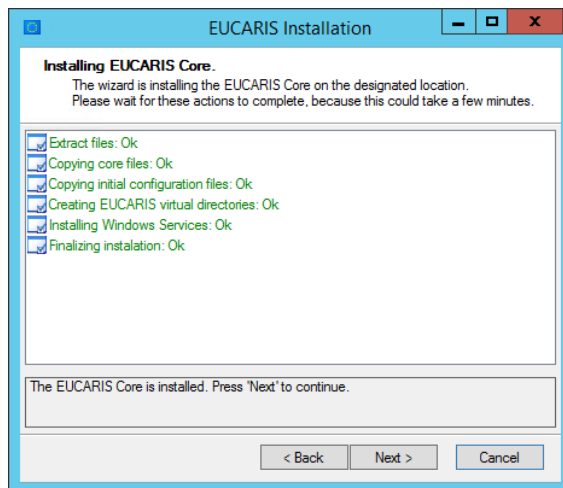 EUCARIS Installation
Installing EUCARIS Core.
The wizard is installing the EUCARIS Core on the designated location.
Please wait for these actions to complete, because this could take a few minutes.
Extract files: Ok
Copying core files: Ok
Copying initial configuration files: Ok
Creating EUCARIS virtual directories: Ok
Installing Windows Services: Ok
Finalizing instalation: Ok
The EUCARIS Core is installed. Press 'Next' to continue.
< Back Next > Cancel